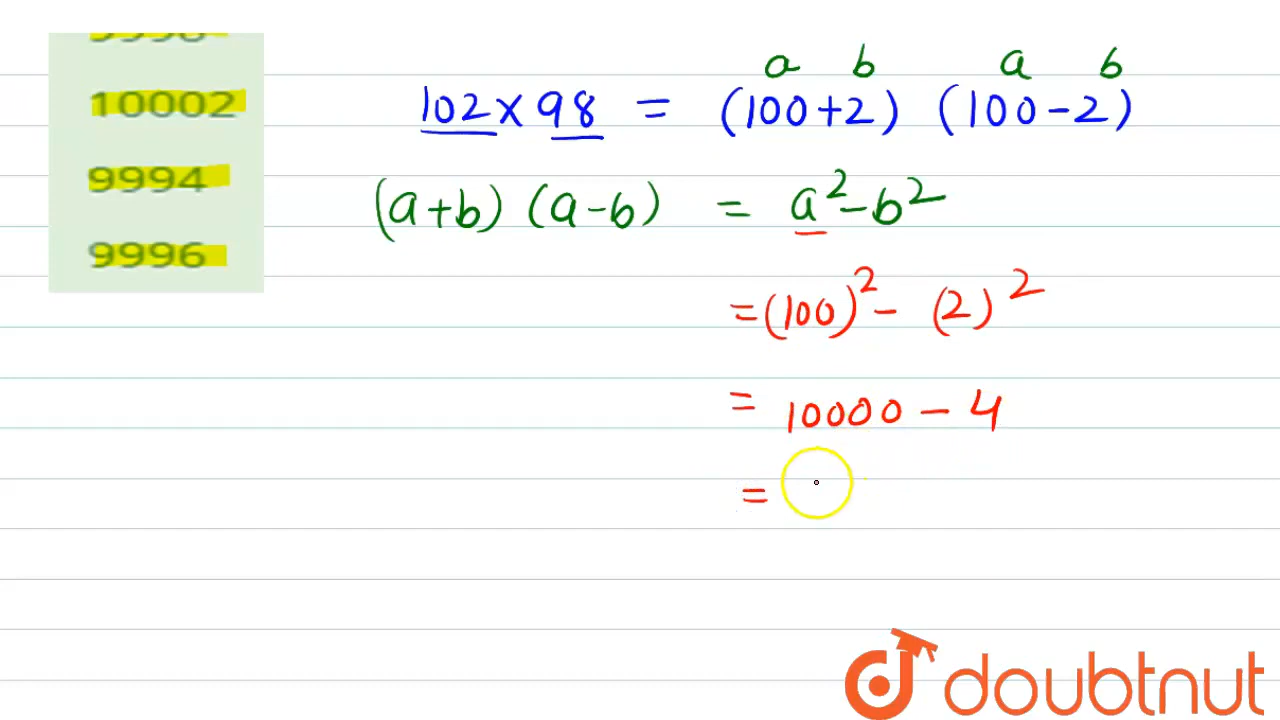 10002
9994
9996
a b a b
102 × 98 = (100+2) (100-2)
(a+b) (a-b) = a²-b²
= (100)² - (2)²
= 10000 - 4
=
doubtnut